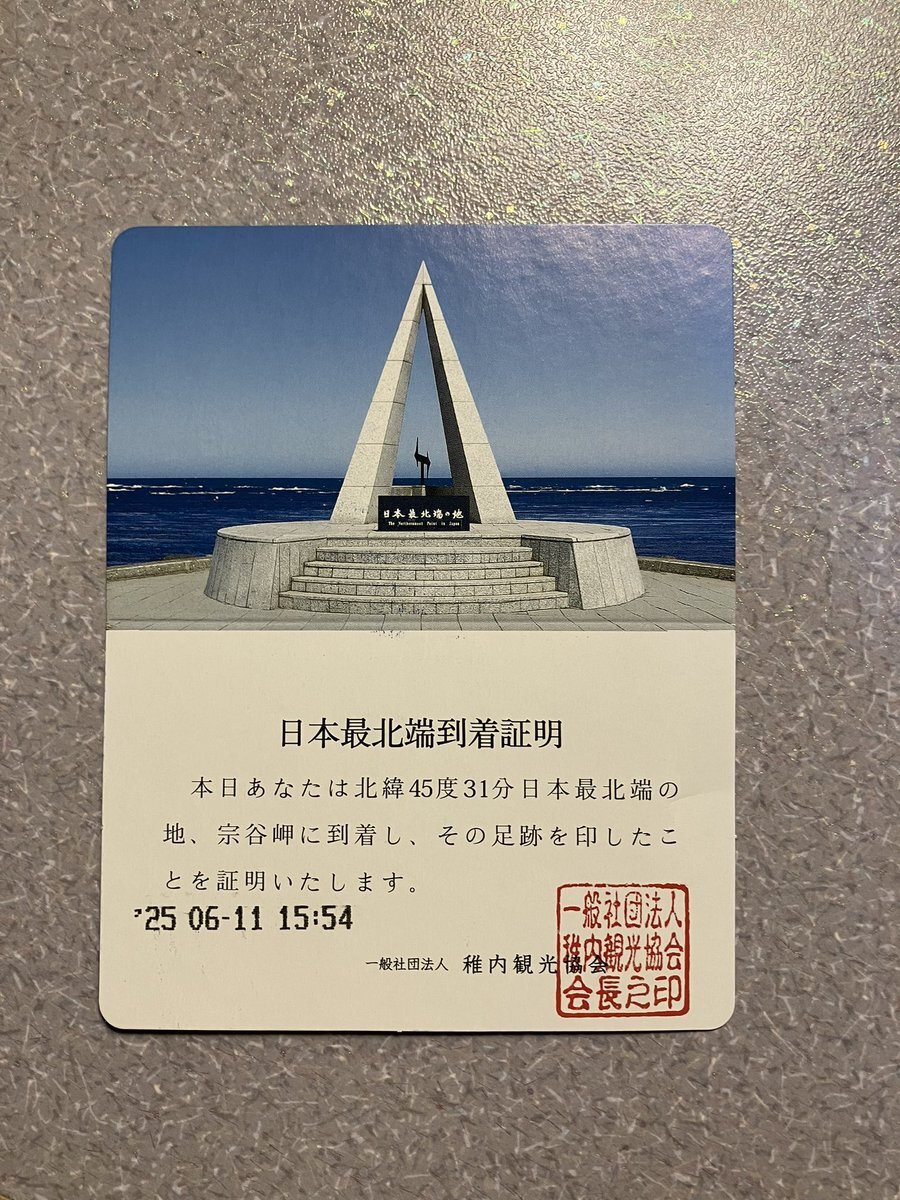 日本最北端の地
The Northernmost Point in Japan
日本最北端到着証明
本日あなたは北緯45度31分日本最北端の
地、宗谷岬に到着し、その足跡を印したこ
とを証明いたします。
'25 06-11 15:54
一般社団法人 稚内観光協会
一般社団法人
稚内観光協会
会長之印